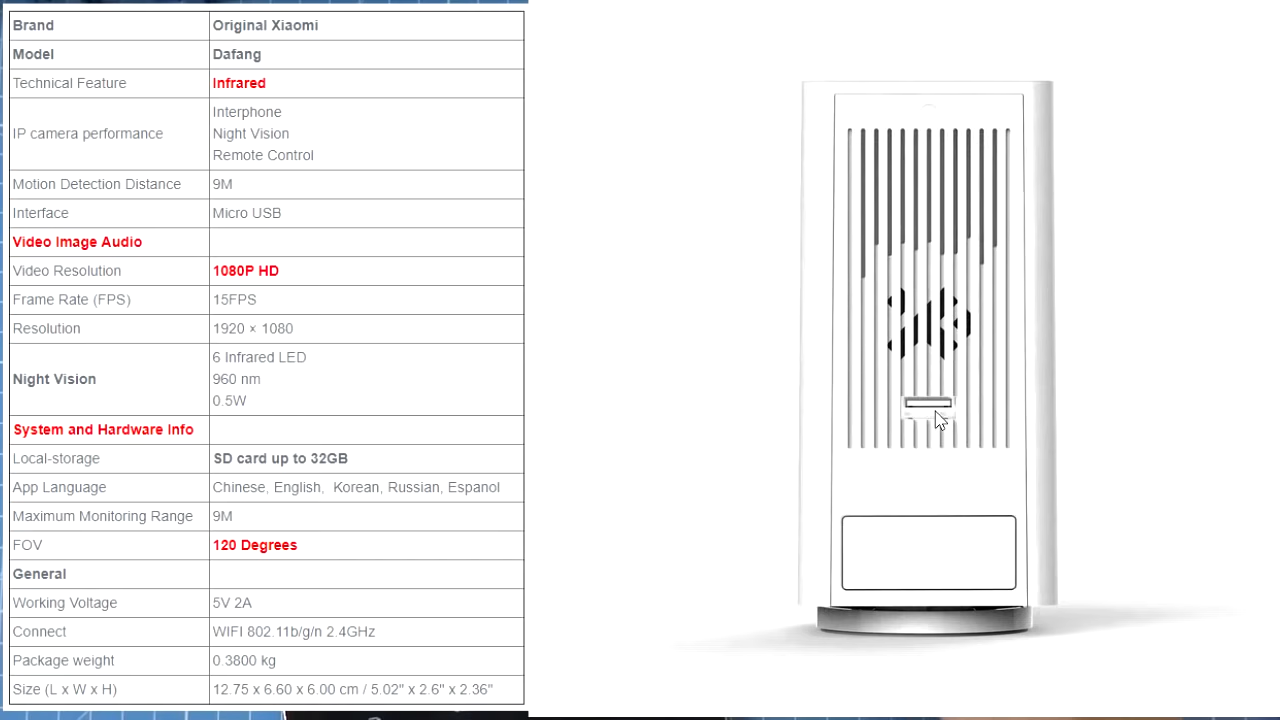 Brand Original Xiaomi
Model Dafang
Technical Feature Infrared
IP camera performance Interphone
Night Vision
Remote Control
Motion Detection Distance 9M
Interface Micro USB
Video Image Audio
Video Resolution 1080P HD
Frame Rate (FPS) 15FPS
Resolution 1920 × 1080
Night Vision 6 Infrared LED
960 nm
0.5W
System and Hardware Info
Local-storage SD card up to 32GB
App Language Chinese, English, Korean, Russian, Espanol
Maximum Monitoring Range 9M
FOV 120 Degrees
General
Working Voltage 5V 2A
Connect WIFI 802.11b/g/n 2.4GHz
Package weight 0.3800 kg
Size (L x W x H) 12.75 x 6.60 x 6.00 cm / 5.02" x 2.6" x 2.36"